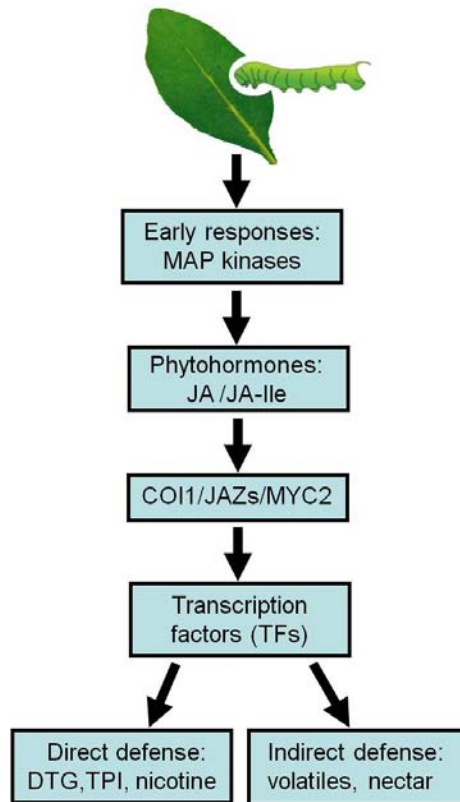 Early responses:
MAP kinases
Phytohormones:
JA /JA-Ile
COI1/JAZs/MYC2
Transcription
factors (TFs)
Direct defense:
DTG,TPI, nicotine
Indirect defense:
volatiles, nectar